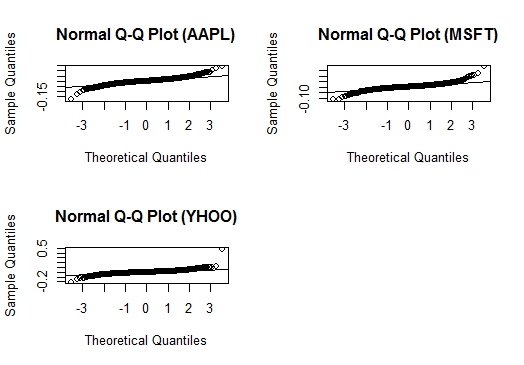 Normal Q-Q Plot (AAPL)
Sample Quantiles
-0.15
-3 -1 0 1 2 3
Theoretical Quantiles
Normal Q-Q Plot (MSFT)
Sample Quantiles
-0.10
-3 -1 0 1 2 3
Theoretical Quantiles
Normal Q-Q Plot (YHOO)
Sample Quantiles
-0.2 0.5
-3 -1 0 1 2 3
Theoretical Quantiles